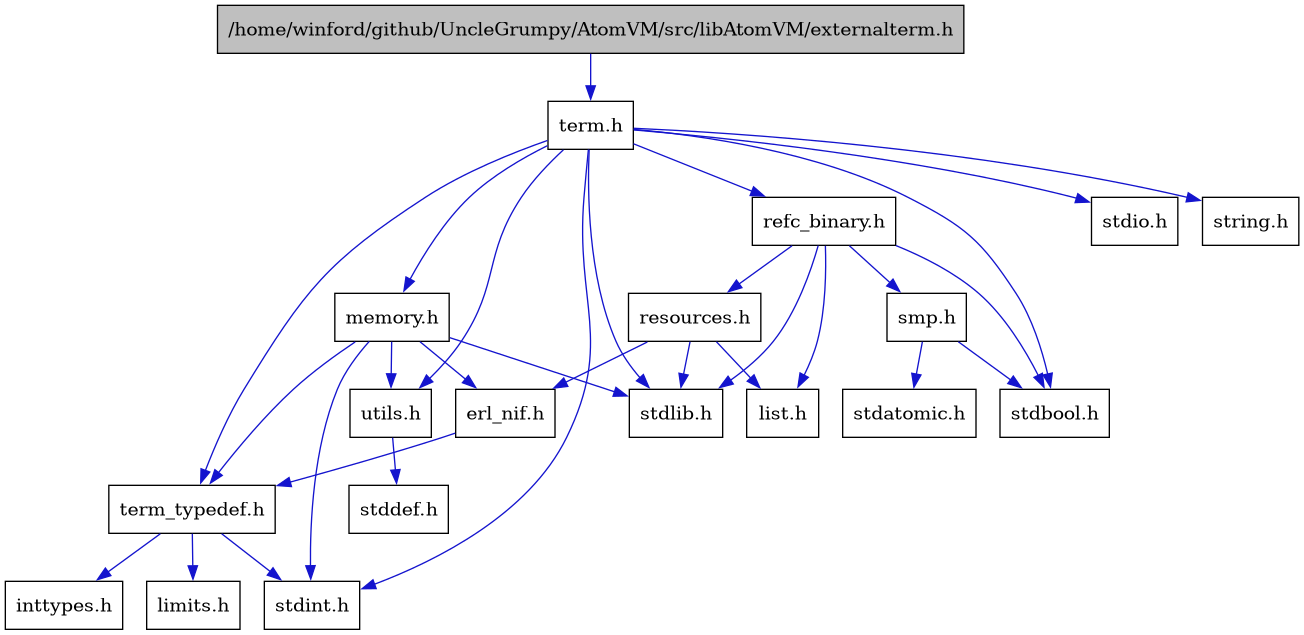 /home/winford/github/UncleGrumpy/AtomVM/src/libAtomVM/externalterm.h
term.h
refc_binary.h
stdio.h
string.h
memory.h
resources.h
smp.h
utils.h
erl_nif.h
stdlib.h
list.h
stdatomic.h
stdbool.h
term_typedef.h
stddef.h
inttypes.h
limits.h
stdint.h